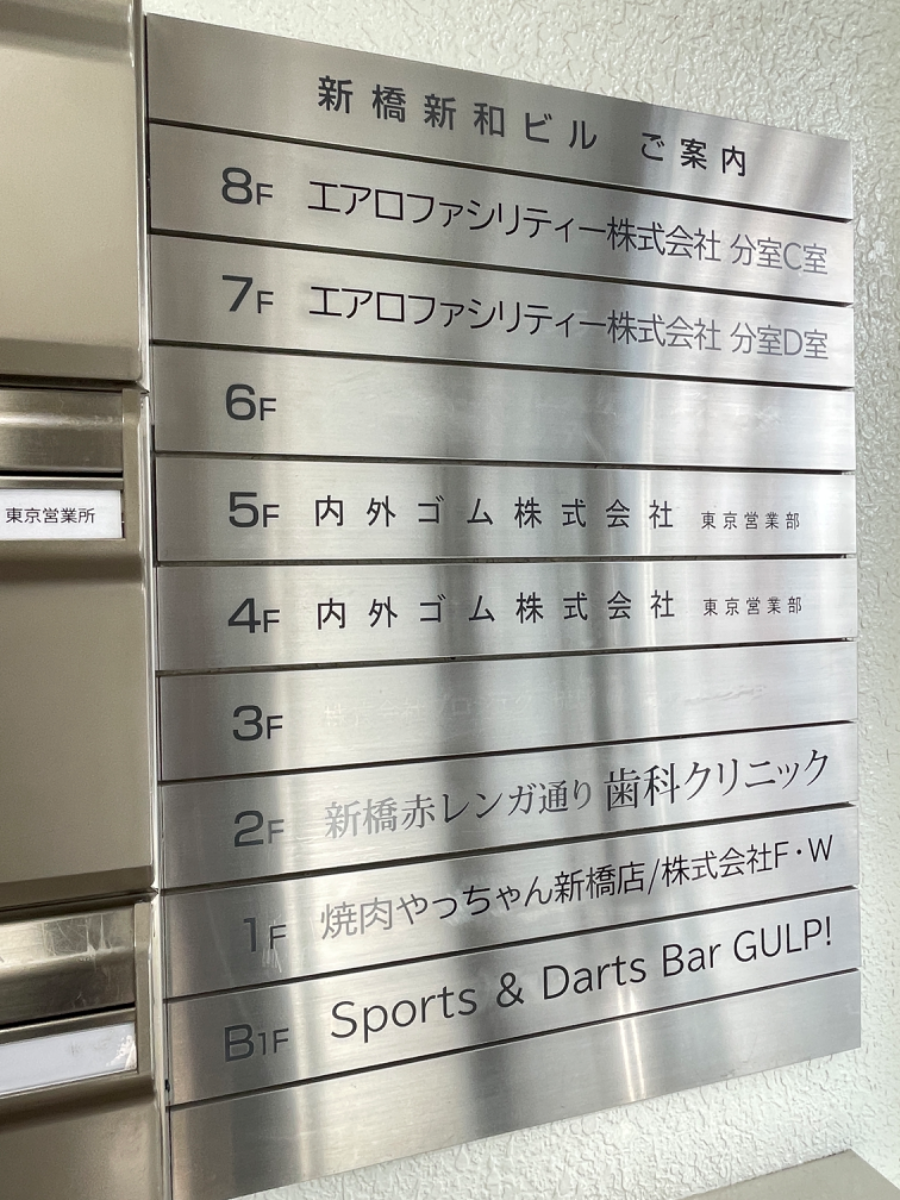 新橋新和ビル ご案内
8F エアロファシリティー株式会社 分室C室
7F エアロファシリティー株式会社 分室D室
6F
5F 内外ゴム株式会社 東京営業部
東京営業所
4F 内外ゴム株式会社 東京営業部
3F
2F 新橋赤レンガ通り 歯科クリニック
1F 焼肉やっちゃん新橋店/株式会社F・W
B1F Sports & Darts Bar GULP!